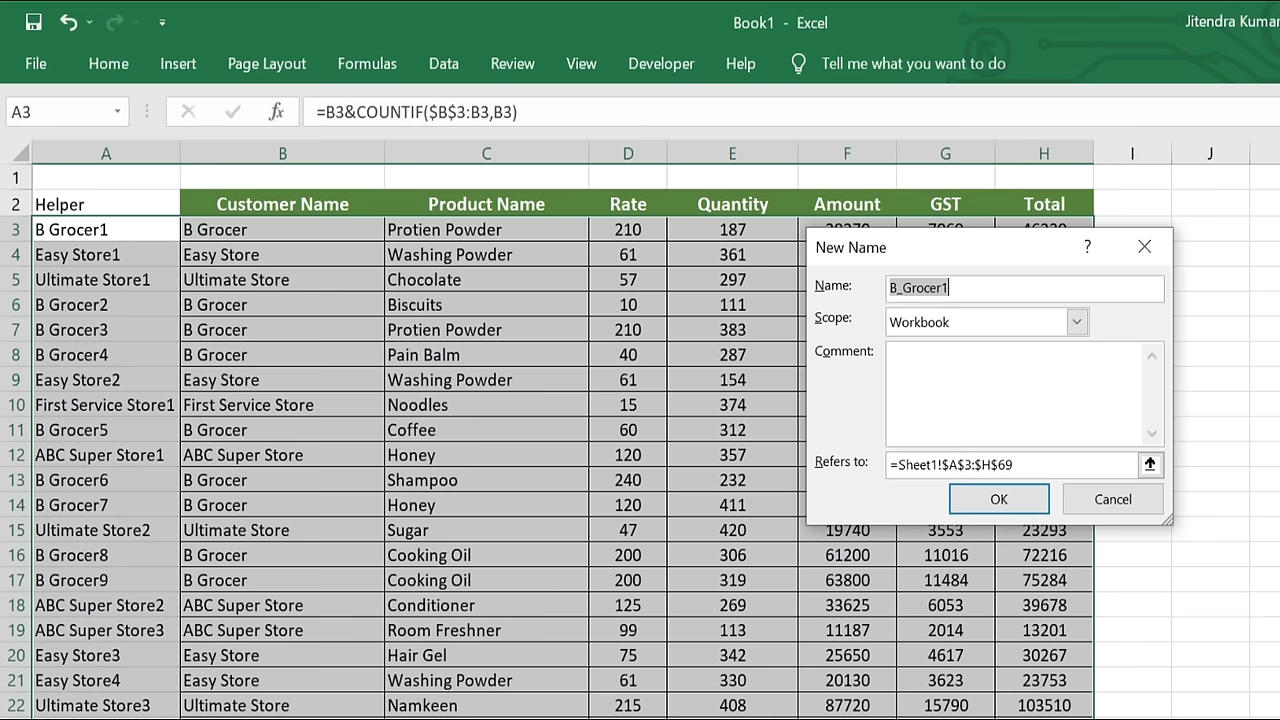 Book1 - Excel
Jitendra Kumar
File Home Insert Page Layout Formulas Data Review View Developer Help Tell me what you want to do
A3 fx =B3&COUNTIF($B$3:B3,B3)
A B C D E F G H I J
1
2 Helper Customer Name Product Name Rate Quantity Amount GST Total
3 B Grocer1 B Grocer Protien Powder 210 187
4 Easy Store1 Easy Store Washing Powder 61 361
5 Ultimate Store1 Ultimate Store Chocolate 57 297
6 B Grocer2 B Grocer Biscuits 10 111
7 B Grocer3 B Grocer Protien Powder 210 383
8 B Grocer4 B Grocer Pain Balm 40 287
9 Easy Store2 Easy Store Washing Powder 61 154
10 First Service Store1 First Service Store Noodles 15 374
11 B Grocer5 B Grocer Coffee 60 312
12 ABC Super Store1 ABC Super Store Honey 120 357
13 B Grocer6 B Grocer Shampoo 240 232
14 B Grocer7 B Grocer Honey 120 411
15 Ultimate Store2 Ultimate Store Sugar 47 420 19740 3553 23293
16 B Grocer8 B Grocer Cooking Oil 200 306 61200 11016 72216
17 B Grocer9 B Grocer Cooking Oil 200 319 63800 11484 75284
18 ABC Super Store2 ABC Super Store Conditioner 125 269 33625 6053 39678
19 ABC Super Store3 ABC Super Store Room Freshner 99 113 11187 2014 13201
20 Easy Store3 Easy Store Hair Gel 75 342 25650 4617 30267
21 Easy Store4 Easy Store Washing Powder 61 330 20130 3623 23753
22 Ultimate Store3 Ultimate Store Namkeen 215 408 87720 15790 103510
New Name ?
Name: B_Grocer1
Scope: Workbook
Comment:
Refers to: =Sheet1!$A$3:$H$69
OK Cancel